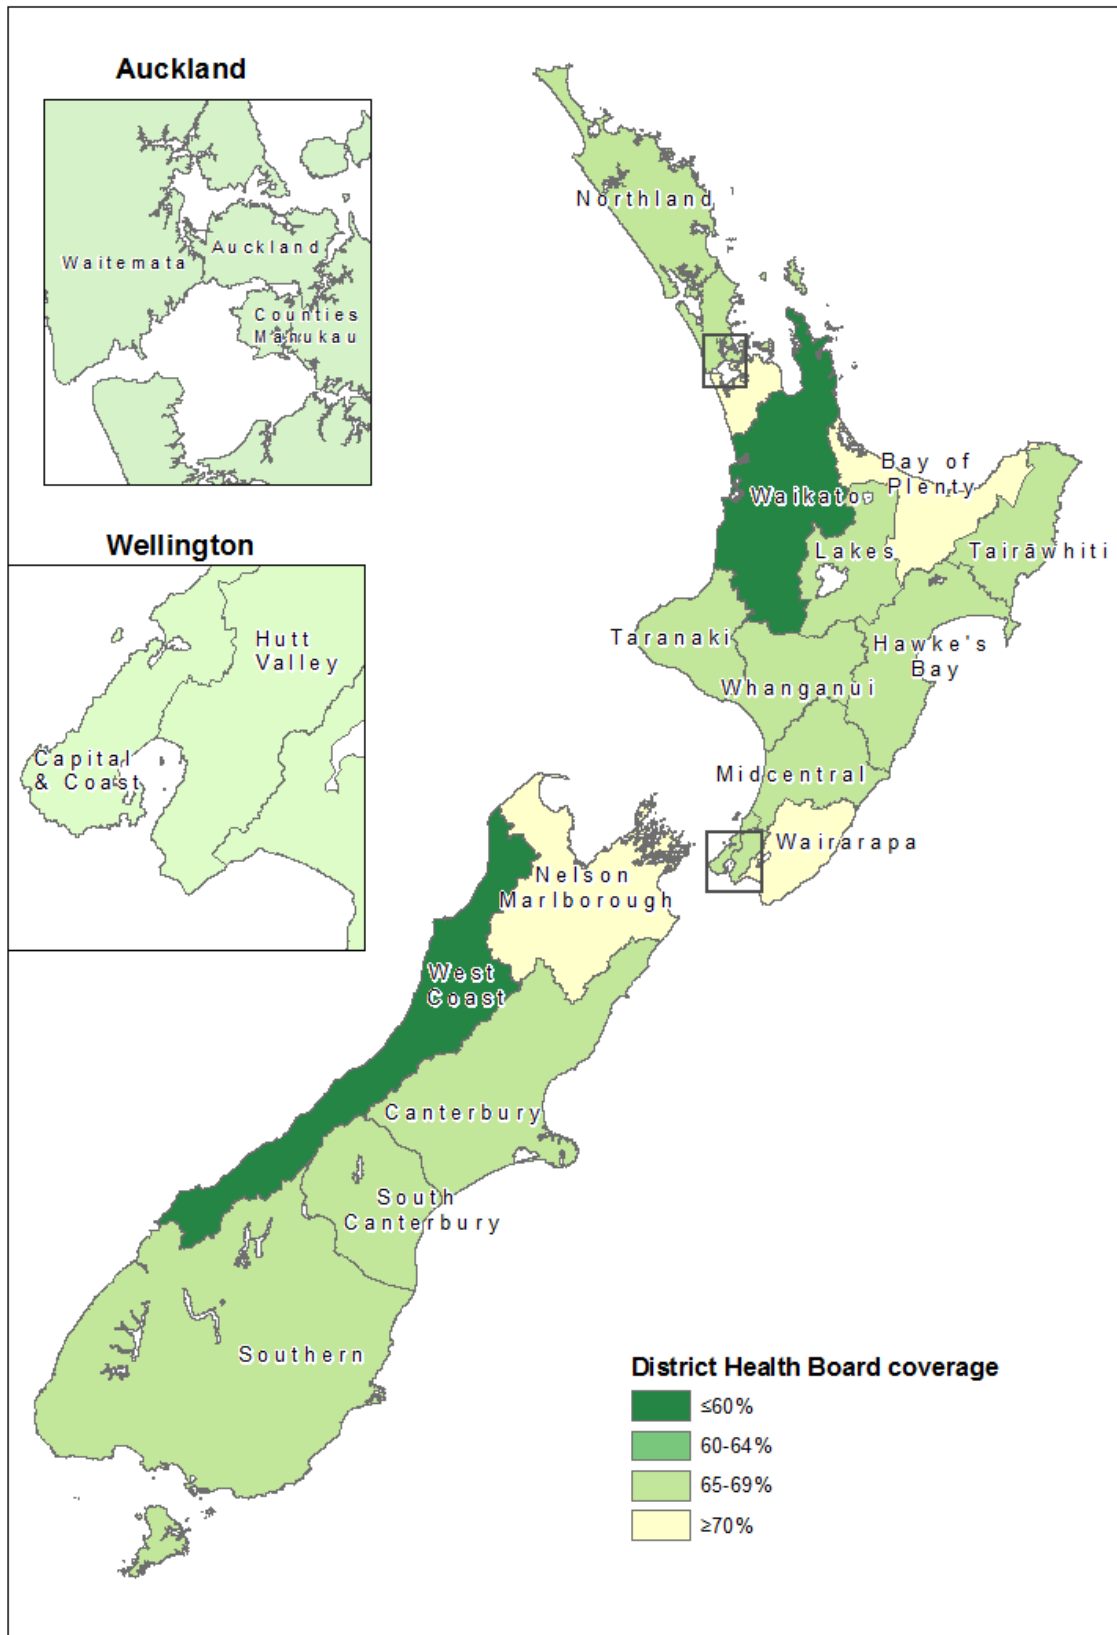 Auckland
Waitemata
Auckland
Counties
Manukau
Wellington
Hutt
Valley
Capital
& Coast
Northland
Waikato
Bay of
Plenty
Lakes
Tairāwhiti
Taranaki
Hawke's
Bay
Whanganui
Midcentral
Wairarapa
Nelson
Marlborough
West
Coast
Canterbury
South
Canterbury
Southern
District Health Board coverage
≤60%
60-64%
65-69%
≥70%